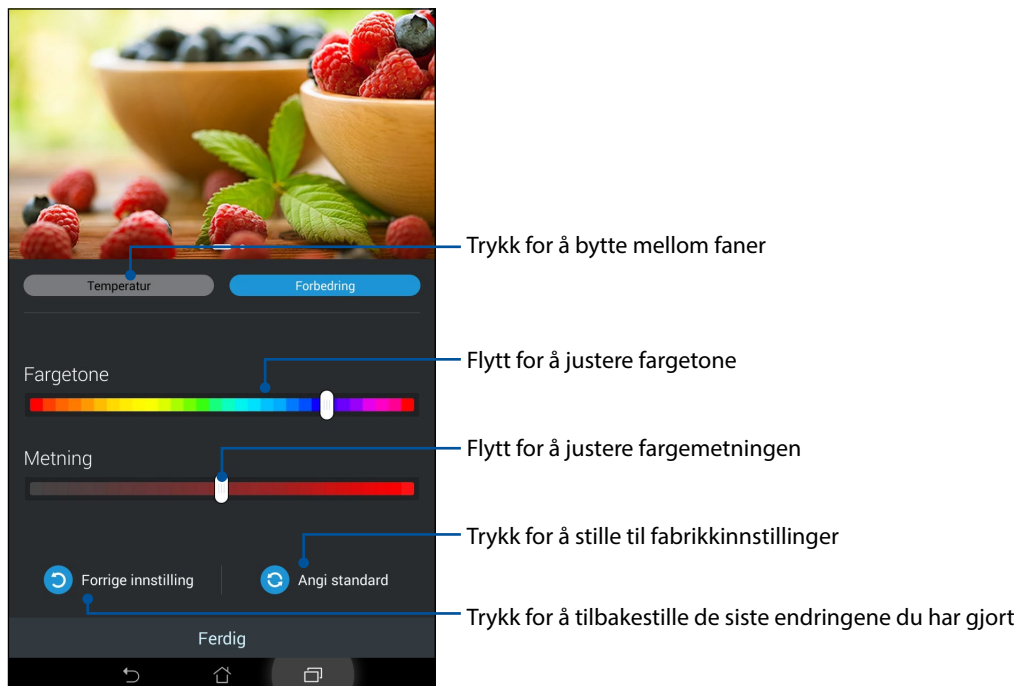 Trykk for å bytte mellom faner
Temperatur
Forbedring
Flytt for å justere fargetone
Fargetone
Flytt for å justere fargemetningen
Metning
Trykk for å stille til fabrikkinnstillinger
Forrige innstilling
Angi standard
Trykk for å tilbakestille de siste endringene du har gjort
Ferdig